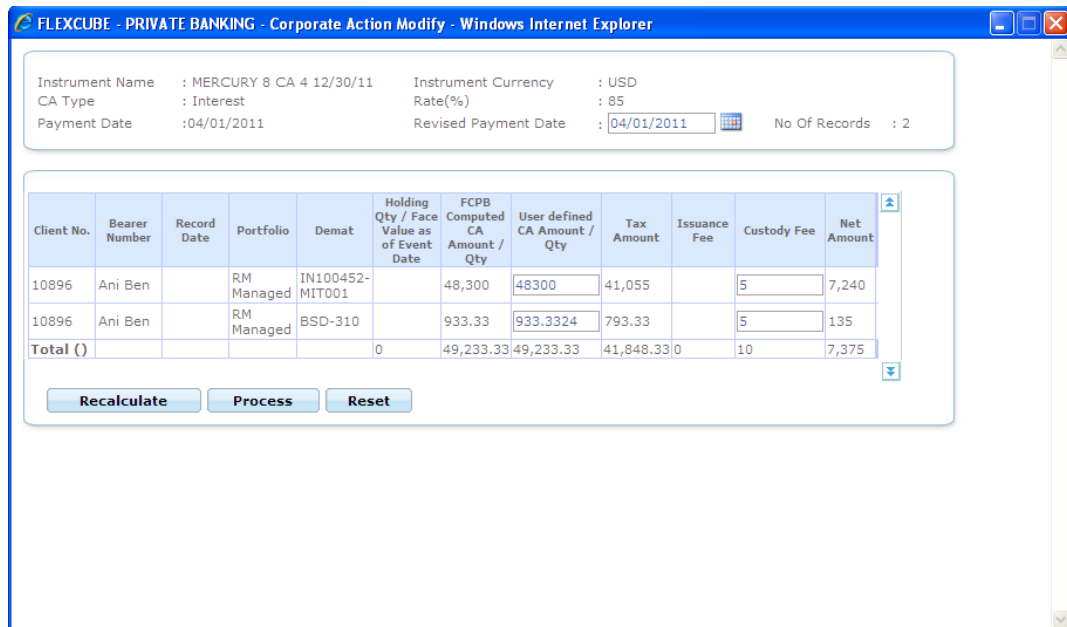 FLEXCUBE - PRIVATE BANKING - Corporate Action Modify - Windows Internet Explorer
Instrument Name : MERCURY 8 CA 4 12/30/11 Instrument Currency : USD
CA Type : Interest Rate(%) : 85
Payment Date :04/01/2011 Revised Payment Date : 04/01/2011 No Of Records : 2
Client No. Bearer Number Record Date Portfolio Demat Holding Qty / Face Value as of Event Date FCPB Computed CA Amount / Qty User defined CA Amount / Qty Tax Amount Issuance Fee Custody Fee Net Amount
10896 Ani Ben RM Managed IN100452-MIT001 48,300 48300 41,055 5 7,240
10896 Ani Ben RM Managed BSD-310 933.33 933.3324 793.33 5 135
Total () 0 49,233.33 49,233.33 41,848.33 0 10 7,375
Recalculate Process Reset